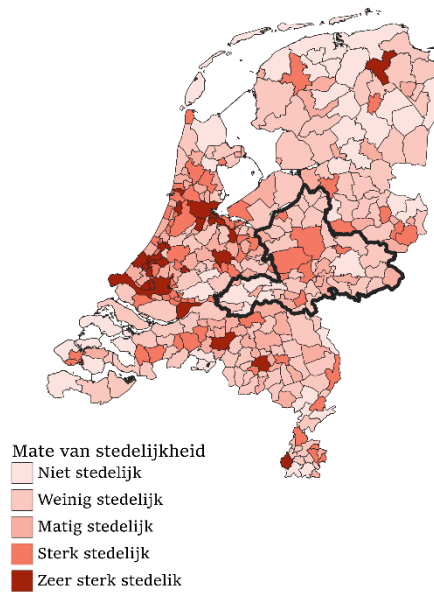 Mate van stedelijkheid
Niet stedelijk
Weinig stedelijk
Matig stedelijk
Sterk stedelijk
Zeer sterk stedelik